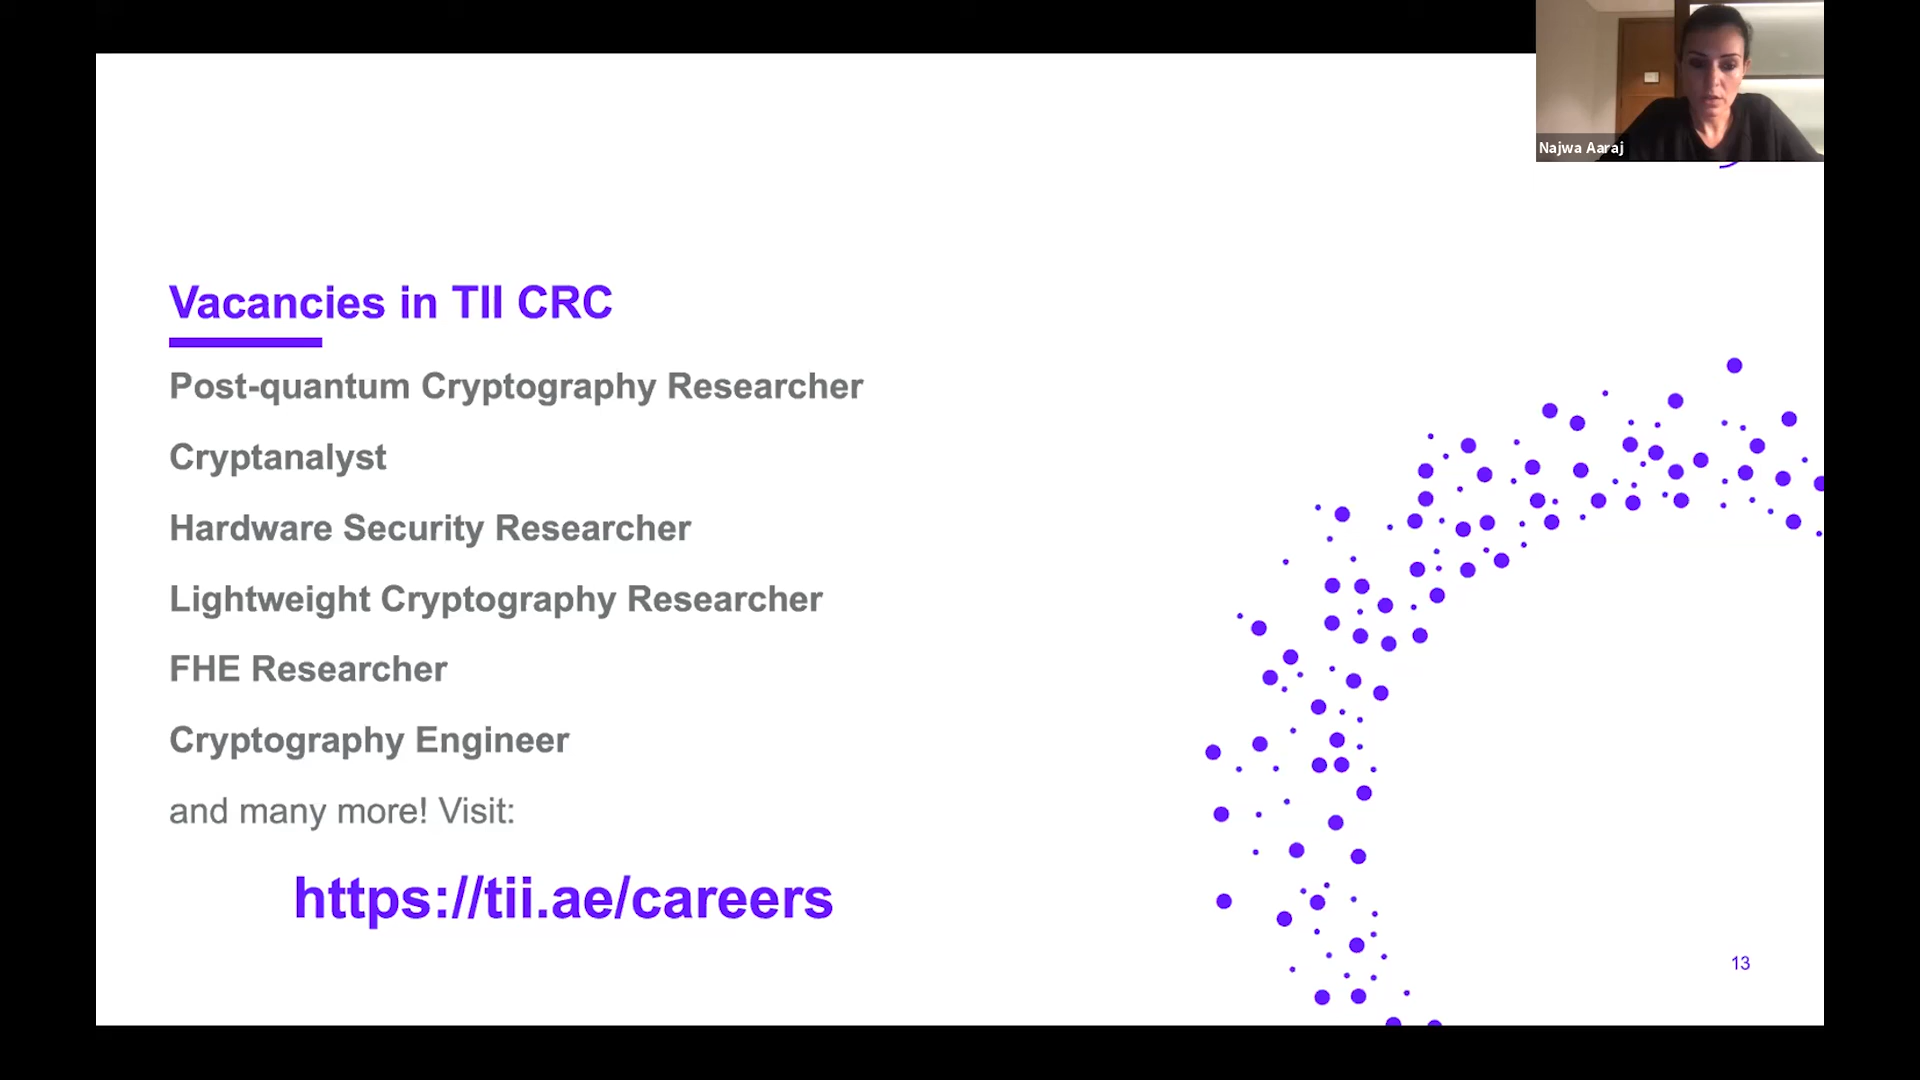 Najwa Aaraj
Vacancies in TII CRC
Post-quantum Cryptography Researcher
Cryptanalyst
Hardware Security Researcher
Lightweight Cryptography Researcher
FHE Researcher
Cryptography Engineer
and many more! Visit:
https://tii.ae/careers
13